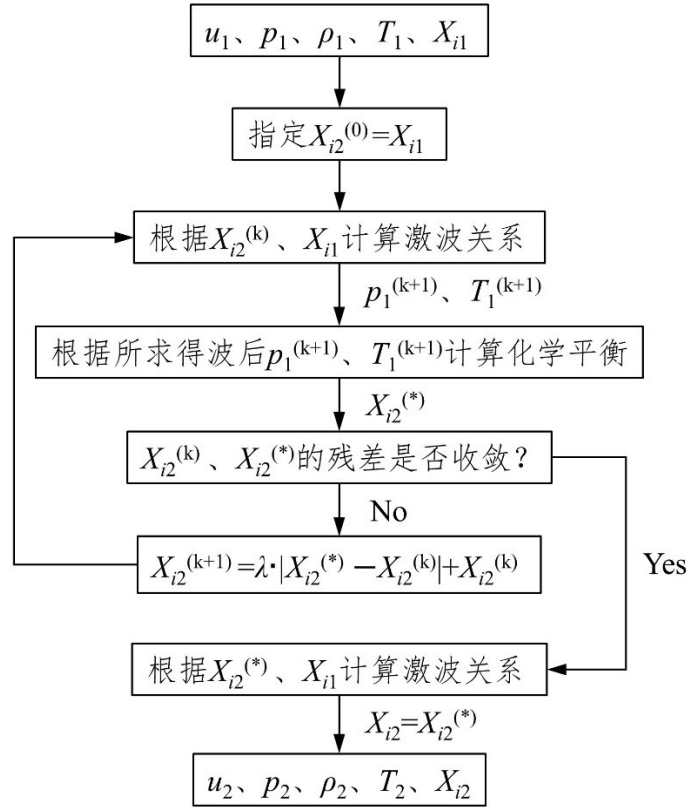 u₁、p₁、ρ₁、T₁、Xᵢ₁
指定Xᵢ₂⁽⁰⁾=Xᵢ₁
根据Xᵢ₂⁽ᵏ⁾、Xᵢ₁计算激波关系
p₁⁽ᵏ⁺¹⁾、T₁⁽ᵏ⁺¹⁾
根据所求得波后p₁⁽ᵏ⁺¹⁾、T₁⁽ᵏ⁺¹⁾计算化学平衡
Xᵢ₂⁽*⁾
Xᵢ₂⁽ᵏ⁾、Xᵢ₂⁽*⁾的残差是否收敛?
No
Xᵢ₂⁽ᵏ⁺¹⁾=λ·|Xᵢ₂⁽*⁾−Xᵢ₂⁽ᵏ⁾|+Xᵢ₂⁽ᵏ⁾
Yes
根据Xᵢ₂⁽*⁾、Xᵢ₁计算激波关系
Xᵢ₂=Xᵢ₂⁽*⁾
u₂、p₂、ρ₂、T₂、Xᵢ₂